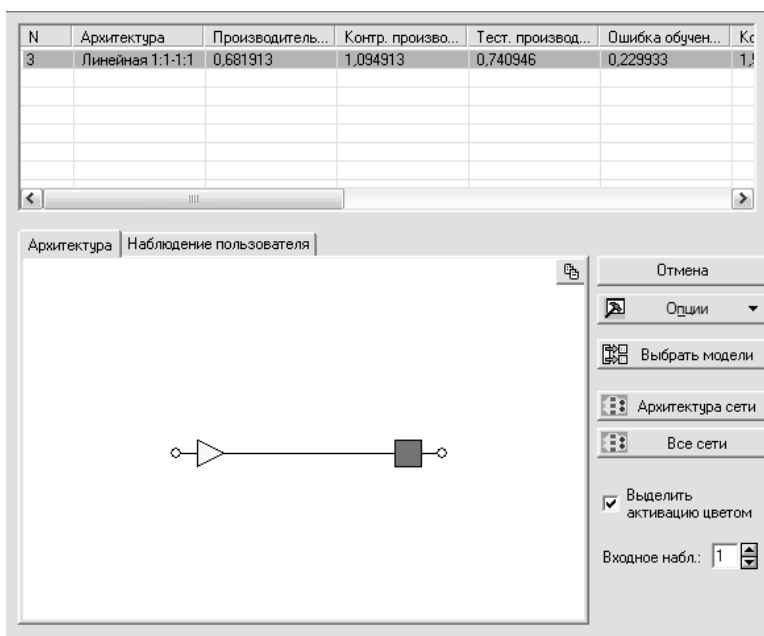 N Архитектура Производитель... Контр. произво... Тест. производ... Ошибка обучен...
3 Линейная 1:1-1:1 0,681913 1,094913 0,740946 0,229933
Архитектура Наблюдение пользователя
Отмена
Опции
Выбрать модели
Архитектура сети
Все сети
Выделить
активацию цветом
Входное набл.: 1